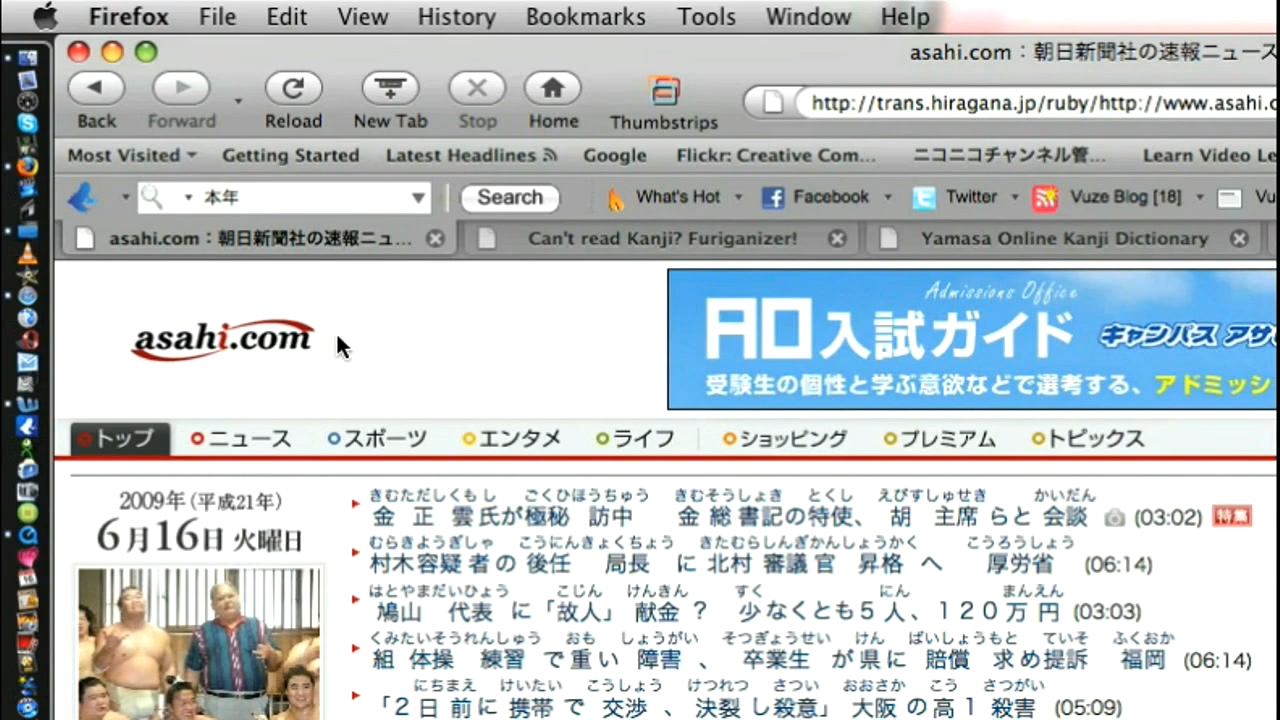 Firefox File Edit View History Bookmarks Tools Window Help
asahi.com：朝日新聞社の速報ニュース
http://trans.hiragana.jp/ruby/http://www.asahi.c
Back Forward Reload New Tab Stop Home Thumbstrips
Most Visited Getting Started Latest Headlines Google Flickr: Creative Com... ニコニコチャンネル管... Learn Video Le
本年 Search What's Hot Facebook Twitter Vuze Blog [18] Vu
asahi.com：朝日新聞社の速報ニュ... Can't read Kanji? Furiganizer! Yamasa Online Kanji Dictionary
Admissions Office
AO入試ガイド キャンパス アサ
受験生の個性と学ぶ意欲などで選考する、アドミッシ
asahi.com
トップ ニュース スポーツ エンタメ ライフ ショッピング プレミアム トピックス
2009年(平成21年)
6月16日 火曜日
きむただしくもし ごくひほうちゅう きむそうしょき とくし えびすしゅせき かいだん
金正雲氏が極秘訪中 金総書記の特使、胡主席らと会談 (03:02) 特集
むらきようぎしゃ こうにんきょくちょう きたむらしんぎかんしょうかく こうろうしょう
村木容疑者の後任局長に北村審議官昇格へ 厚労省 (06:14)
はとやまだいひょう こじん けんきん すく にん まんえん
鳩山代表に「故人」献金？ 少なくとも５人、１２０万円 (03:03)
くみたいそうれんしゅう おも しょうがい そつぎょうせい けん ばいしょうもと ていそ ふくおか
組体操練習で重い障害、卒業生が県に賠償求め提訴 福岡 (06:14)
にちまえ けいたい こうしょう けつれつ さつい おおさか こう さつがい
「２日前に携帯で交渉、決裂し殺意」大阪の高１殺害 (05:09)